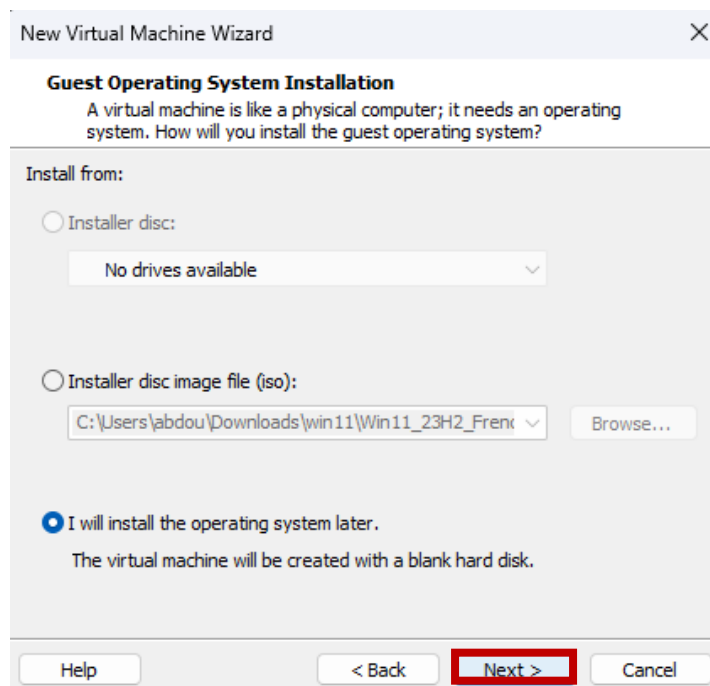 New Virtual Machine Wizard
Guest Operating System Installation
A virtual machine is like a physical computer; it needs an operating
system. How will you install the guest operating system?
Install from:
Installer disc:
No drives available
Installer disc image file (iso):
C:\Users\abdou\Downloads\win11\Win11_23H2_Frenc
Browse...
I will install the operating system later.
The virtual machine will be created with a blank hard disk.
Help
< Back
Next >
Cancel